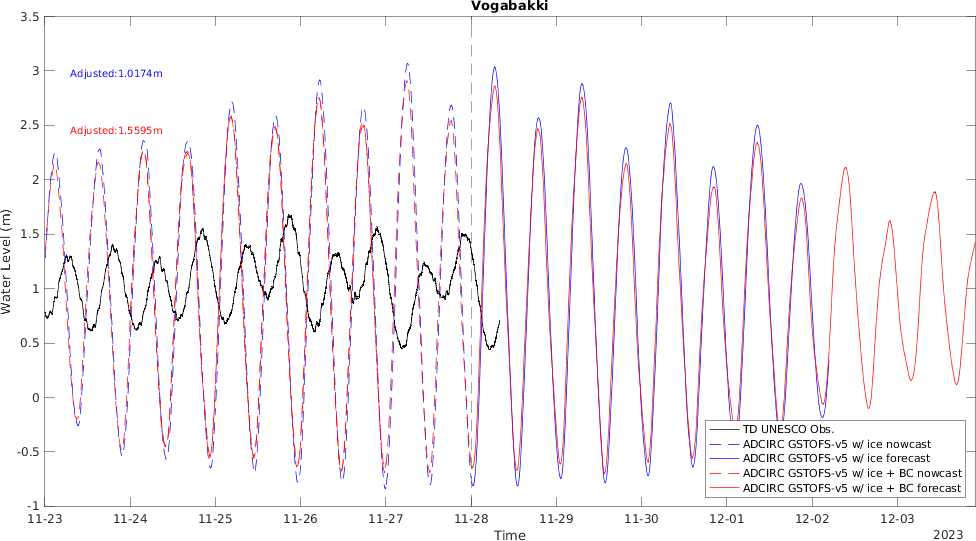 Vogabakki
3.5
3
2.5
2
1.5
1
0.5
0
-0.5
-1
Water Level (m)
Adjusted:1.0174m
Adjusted:1.5595m
TD UNESCO Obs.
ADCIRC GSTOFS-v5 w/ ice nowcast
ADCIRC GSTOFS-v5 w/ ice forecast
ADCIRC GSTOFS-v5 w/ ice + BC nowcast
ADCIRC GSTOFS-v5 w/ ice + BC forecast
11-23 11-24 11-25 11-26 11-27 11-28 11-29 11-30 12-01 12-02 12-03
Time
2023